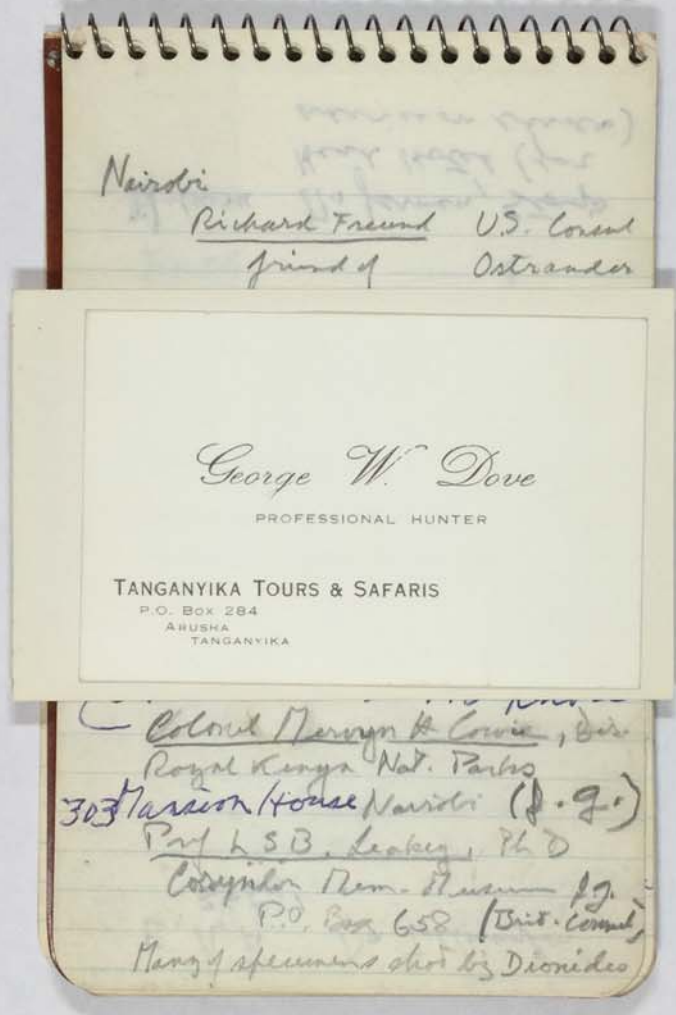 Nairobi
Richard Freund U.S. Consul
friend of Ostrander
George W. Dove
PROFESSIONAL HUNTER
TANGANYIKA TOURS & SAFARIS
P.O. Box 284
ARUSHA
TANGANYIKA
Colonel Mervyn H Cowie, Dir.
Royal Kenya Nat. Parks
303 Mansion House Nairobi (f.g.)
Prof L S B. Leakey, Ph D
Coryndon Mem. Museum f.g.
P.O. Box 658 (Brit. Consul)
Many of specimens shot by Dionides